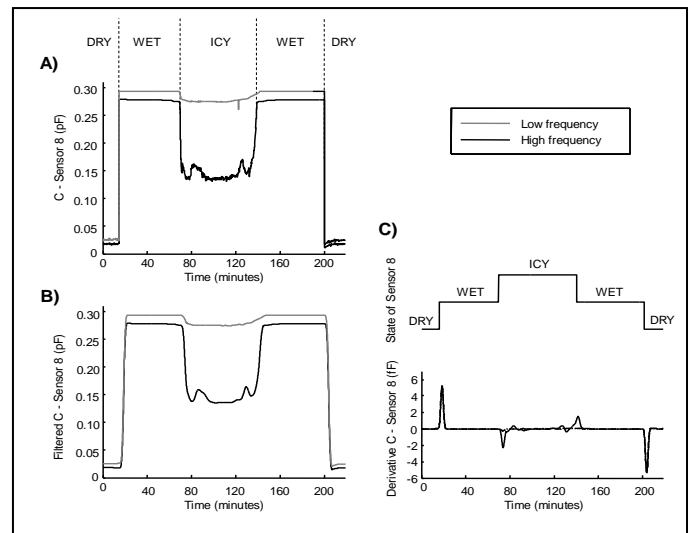 DRY WET ICY WET DRY
A)
0.30
0.25
0.20
0.15
0.10
0.05
0
C - Sensor 8 (pF)
0 40 80 120 160 200
Time (minutes)
Low frequency
High frequency
B)
0.30
0.25
0.20
0.15
0.10
0.05
0
Filtered C - Sensor 8 (pF)
0 40 80 120 160 200
Time (minutes)
C)
State of Sensor 8
ICY
WET WET
DRY DRY
6
4
2
0
-2
-4
-6
Derivative C - Sensor 8 (fF)
0 40 80 120 160 200
Time (minutes)